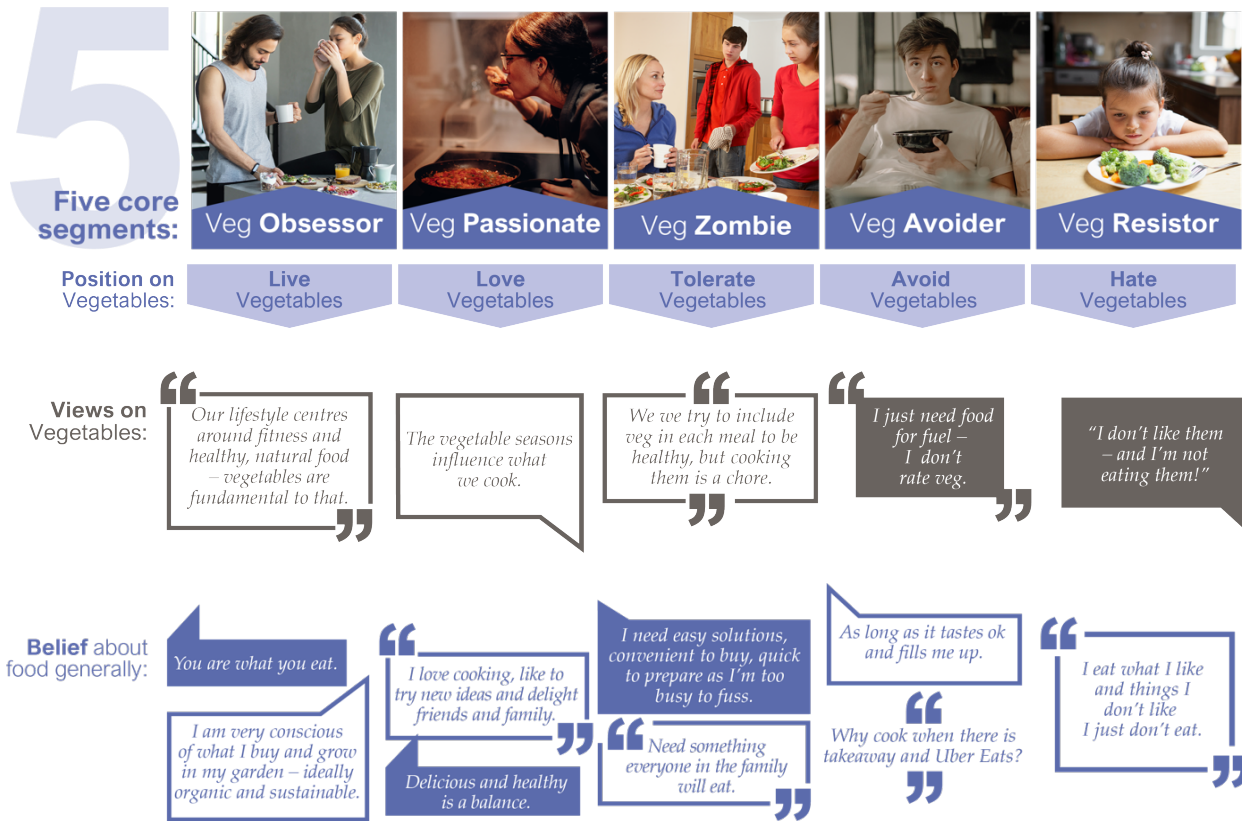 5
Five core
segments:
Veg Obsessor
Veg Passionate
Veg Zombie
Veg Avoider
Veg Resistor
Position on
Vegetables:
Live
Vegetables
Love
Vegetables
Tolerate
Vegetables
Avoid
Vegetables
Hate
Vegetables
Views on
Vegetables:
“
Our lifestyle centres
around fitness and
healthy, natural food
– vegetables are
fundamental to that.
”
The vegetable seasons
influence what
we cook.
“
We we try to include
veg in each meal to be
healthy, but cooking
them is a chore.
”
“
I just need food
for fuel –
I don’t
rate veg.
”
“I don’t like them
– and I’m not
eating them!”
Belief about
food generally:
You are what you eat.
I am very conscious
of what I buy and grow
in my garden – ideally
organic and sustainable.
“
I love cooking, like to
try new ideas and delight
friends and family.
”
Delicious and healthy
is a balance.
I need easy solutions,
convenient to buy, quick
to prepare as I’m too
busy to fuss.
“
Need something
everyone in the family
will eat.
”
As long as it tastes ok
and fills me up.
“
Why cook when there is
takeaway and Uber Eats?
”
“
I eat what I like
and things I
don’t like
I just don’t eat.
”